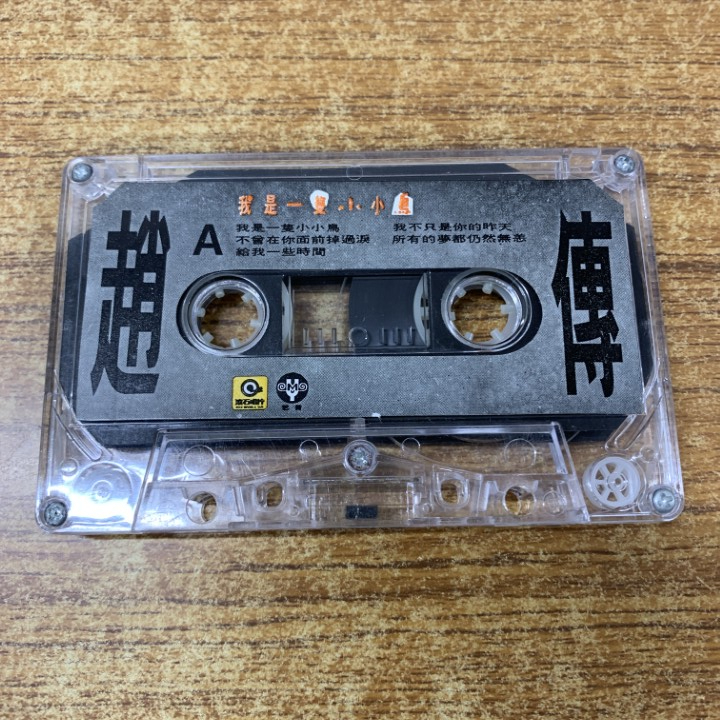 趙
傳
我是一隻小小鳥
A
我是一隻小小鳥
不曾在你面前掉過淚
給我一些時間
我不只是你的昨天
所有的夢都仍然無恙
滾石唱片